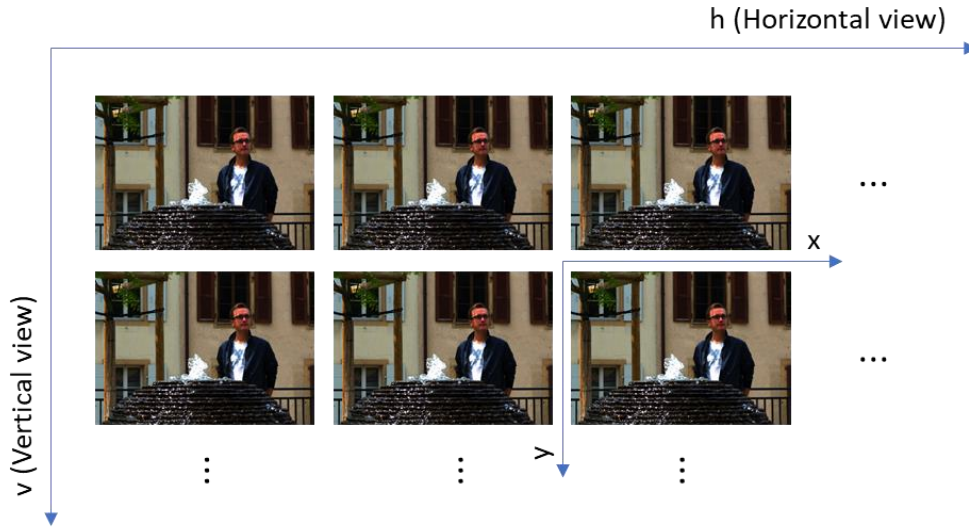 h (Horizontal view)
...
x
v (Vertical view)
...
y
... ... ...